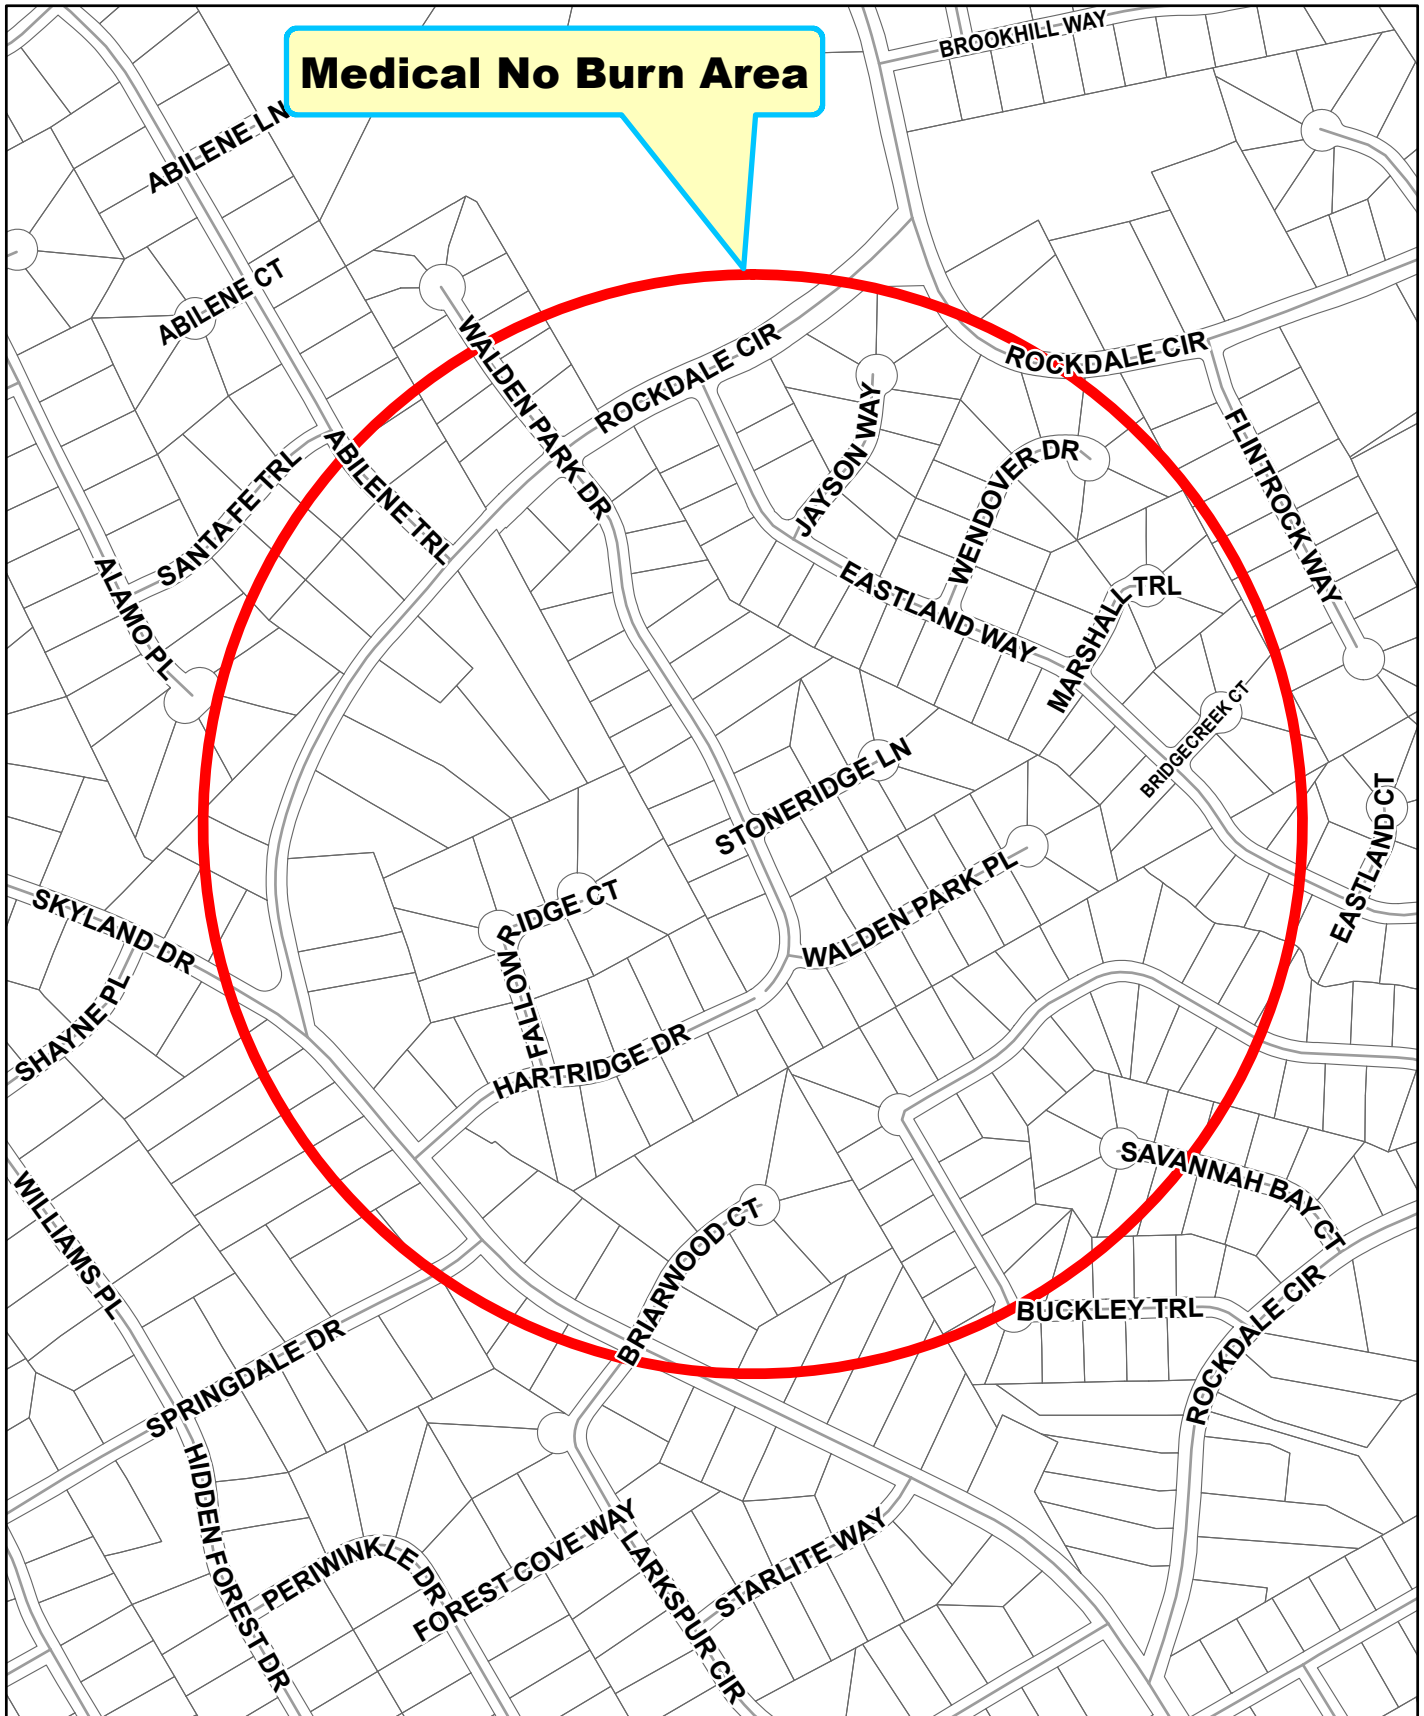 BROOKHILL WAY
Medical No Burn Area
ABILENE LN
ABILENE CT
WALDEN PARK DR
ROCKDALE CIR
ROCKDALE CIR
JAYSON WAY
FLINTROCK WAY
ABILENE TRL
SANTA FE TRL
WENDOVER DR
ALAMO PL
EASTLAND WAY
MARSHALL TRL
BRIDGECREEK CT
STONERIDGE LN
EASTLAND CT
WALDEN PARK PL
SKYLAND DR
FALLOW RIDGE CT
SHAYNE PL
HARTRIDGE DR
SAVANNAH BAY CT
WILLIAMS PL
BRIARWOOD CT
BUCKLEY TRL
ROCKDALE CIR
SPRINGDALE DR
HIDDEN FOREST DR
PERIWINKLE DR
FOREST COVE WAY
LARKSPUR CIR
STARLITE WAY